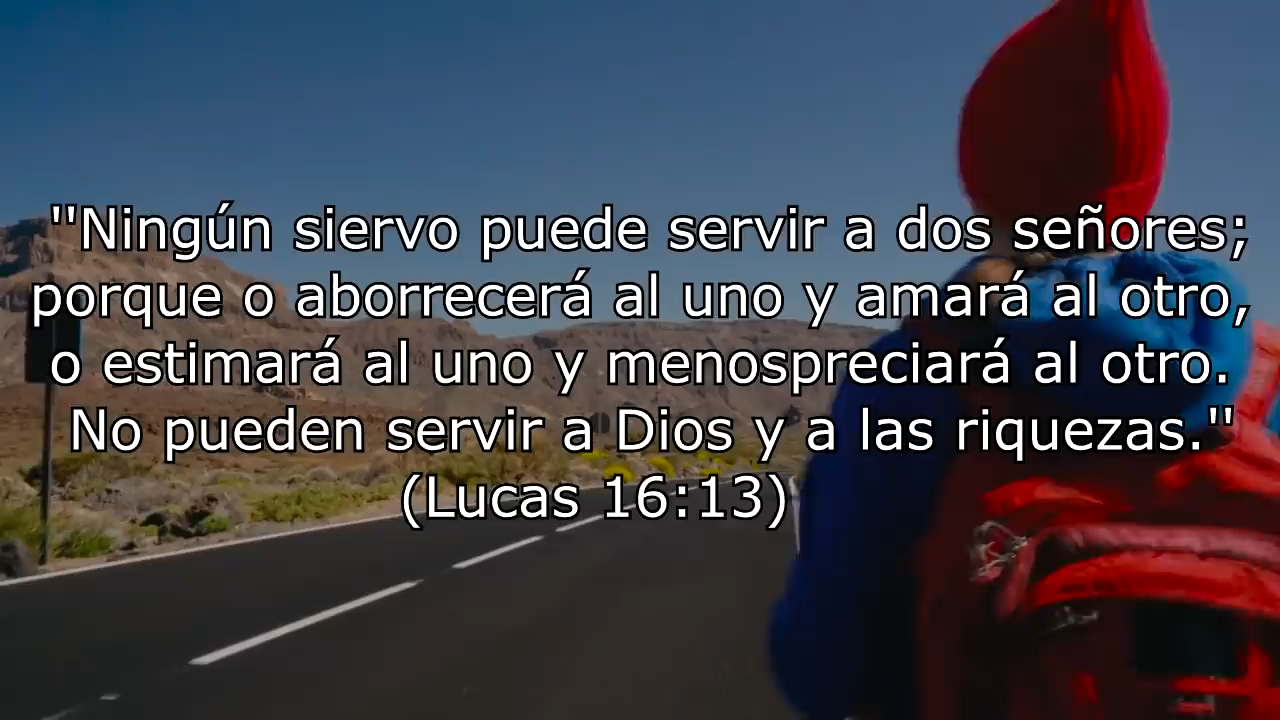 "Ningún siervo puede servir a dos señores;
porque o aborrecerá al uno y amará al otro,
o estimará al uno y menospreciará al otro.
No pueden servir a Dios y a las riquezas."
(Lucas 16:13)